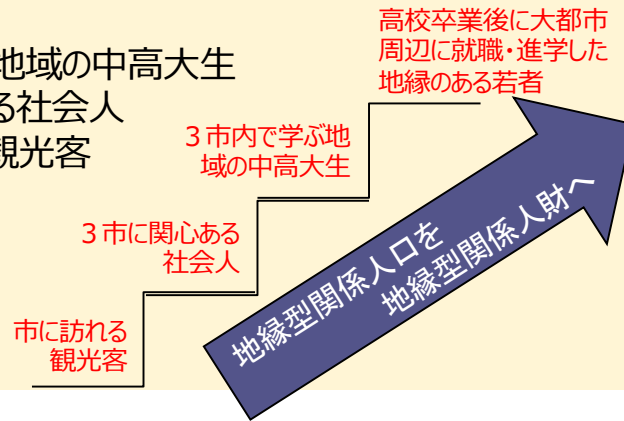 高校卒業後に大都市
周辺に就職・進学した
地縁のある若者
地域の中高大生
る社会人
観光客
３市内で学ぶ地
域の中高大生
３市に関心ある
社会人
市に訪れる
観光客
地縁型関係人口を
地縁型関係人財へ